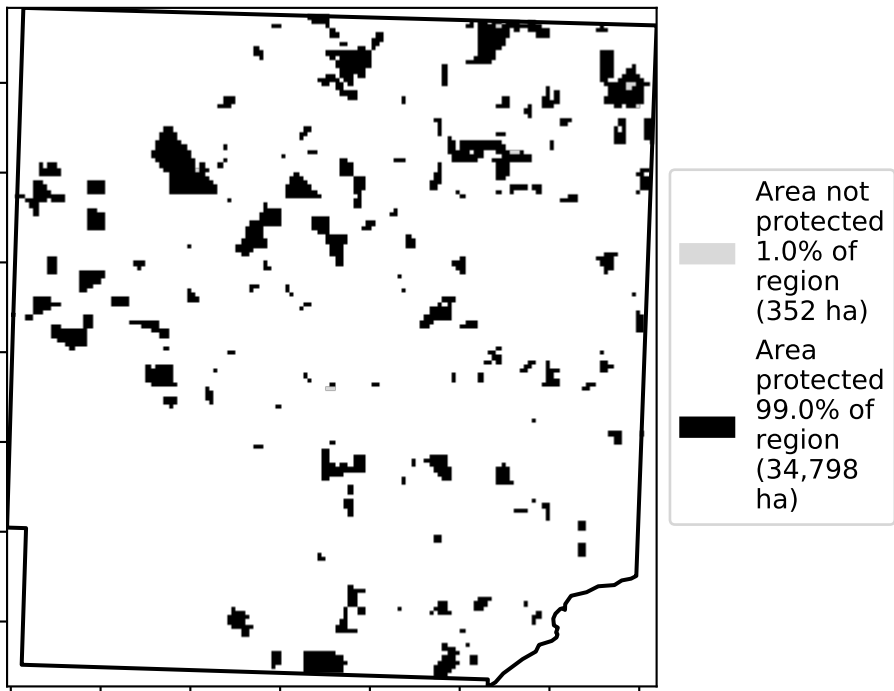 Area not
protected
1.0% of
region
(352 ha)
Area
protected
99.0% of
region
(34,798
ha)